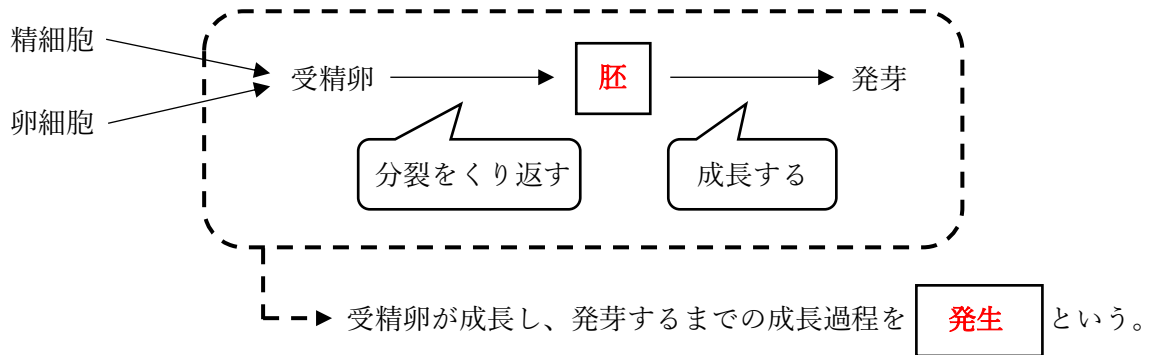 精細胞
卵細胞
受精卵
胚
発芽
分裂をくり返す
成長する
受精卵が成長し、発芽するまでの成長過程を 発生 という。